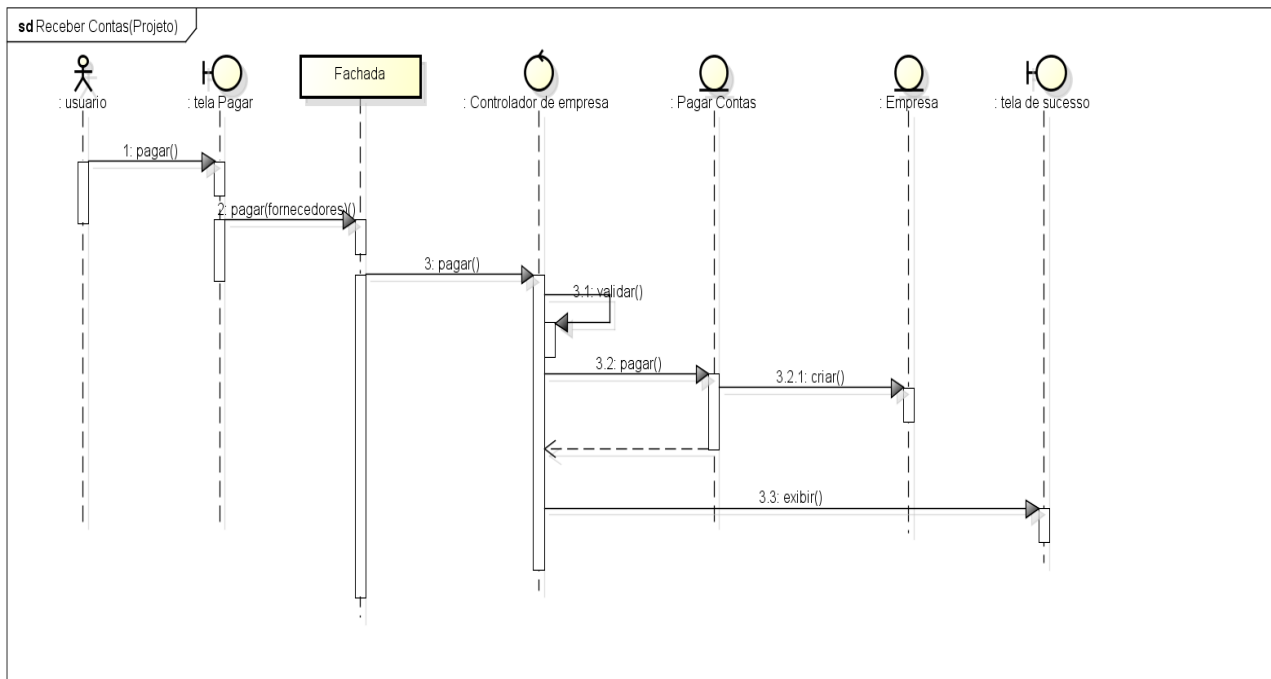 sd Receber Contas(Projeto)
Fachada
: usuario
: tela Pagar
: Controlador de empresa
: Pagar Contas
: Empresa
: tela de sucesso
1: pagar()
2: pagar(fornecedores)()
3: pagar()
3.1: validar()
3.2: pagar()
3.2.1: criar()
3.3: exibir()